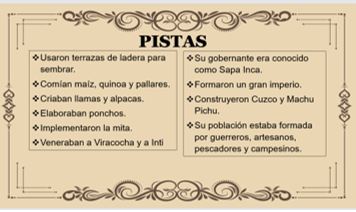 PISTAS
❖Usaron terrazas de ladera para
sembrar.
❖Comían maíz, quinoa y pallares.
❖Criaban llamas y alpacas.
❖Elaboraban ponchos.
❖Implementaron la mita.
❖Veneraban a Viracocha y a Inti
❖Su gobernante era conocido
como Sapa Inca.
❖Formaron un gran imperio.
❖Construyeron Cuzco y Machu
Pichu.
❖Su población estaba formada
por guerreros, artesanos,
pescadores y campesinos.